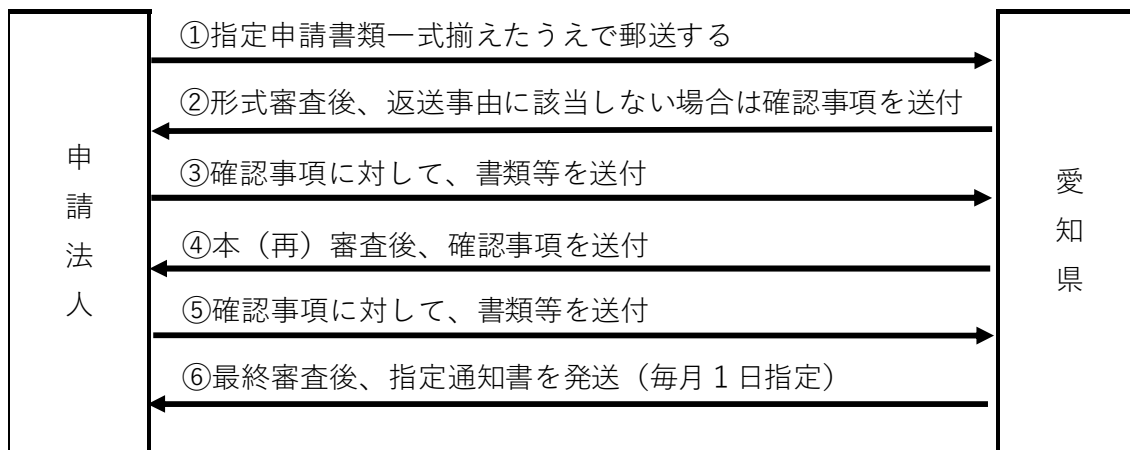 ①指定申請書類一式揃えたうえで郵送する
②形式審査後、返送事由に該当しない場合は確認事項を送付
③確認事項に対して、書類等を送付
④本（再）審査後、確認事項を送付
⑤確認事項に対して、書類等を送付
⑥最終審査後、指定通知書を発送（毎月１日指定）
申請法人
愛知県